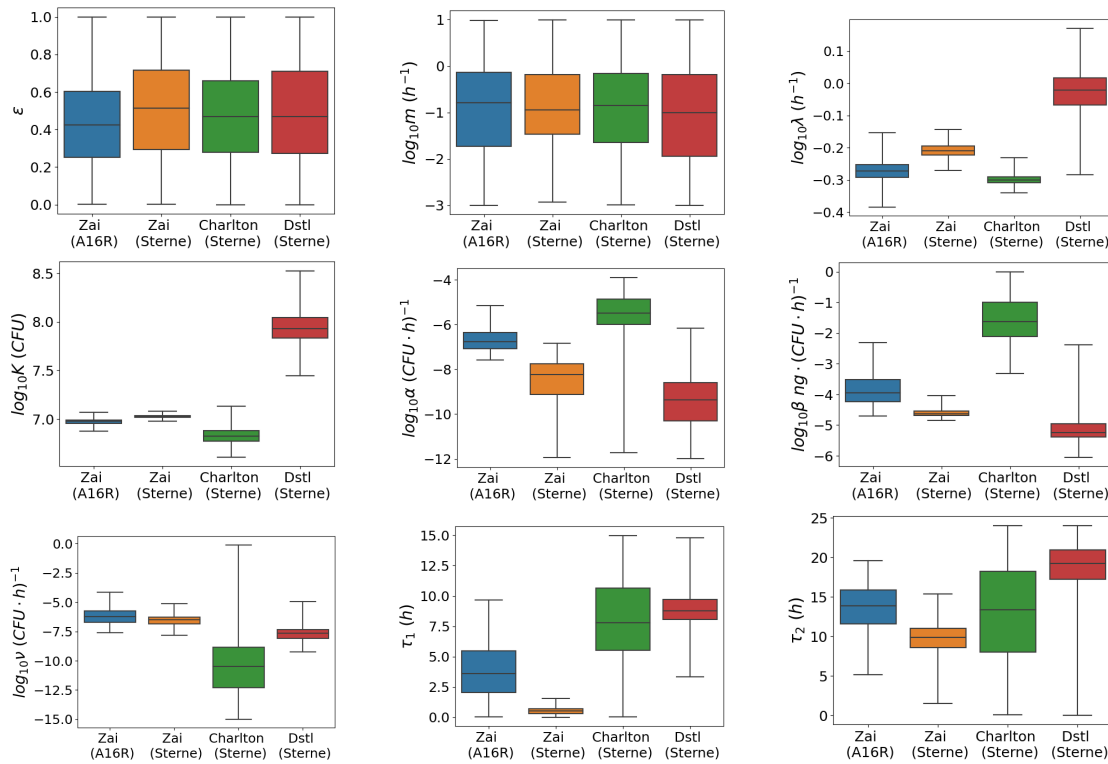 ε
1.0
0.8
0.6
0.4
0.2
0.0
Zai
(A16R)
Zai
(Sterne)
Charlton
(Sterne)
Dstl
(Sterne)
log₁₀m (h⁻¹)
1
0
−1
−2
−3
Zai
(A16R)
Zai
(Sterne)
Charlton
(Sterne)
Dstl
(Sterne)
log₁₀λ (h⁻¹)
0.1
0.0
−0.1
−0.2
−0.3
−0.4
Zai
(A16R)
Zai
(Sterne)
Charlton
(Sterne)
Dstl
(Sterne)
log₁₀K (CFU)
8.5
8.0
7.5
7.0
Zai
(A16R)
Zai
(Sterne)
Charlton
(Sterne)
Dstl
(Sterne)
log₁₀α (CFU · h)⁻¹
−4
−6
−8
−10
−12
Zai
(A16R)
Zai
(Sterne)
Charlton
(Sterne)
Dstl
(Sterne)
log₁₀β ng · (CFU · h)⁻¹
0
−1
−2
−3
−4
−5
−6
Zai
(A16R)
Zai
(Sterne)
Charlton
(Sterne)
Dstl
(Sterne)
log₁₀ν (CFU · h)⁻¹
0.0
−2.5
−5.0
−7.5
−10.0
−12.5
−15.0
Zai
(A16R)
Zai
(Sterne)
Charlton
(Sterne)
Dstl
(Sterne)
τ₁ (h)
15.0
12.5
10.0
7.5
5.0
2.5
0.0
Zai
(A16R)
Zai
(Sterne)
Charlton
(Sterne)
Dstl
(Sterne)
τ₂ (h)
25
20
15
10
5
0
Zai
(A16R)
Zai
(Sterne)
Charlton
(Sterne)
Dstl
(Sterne)